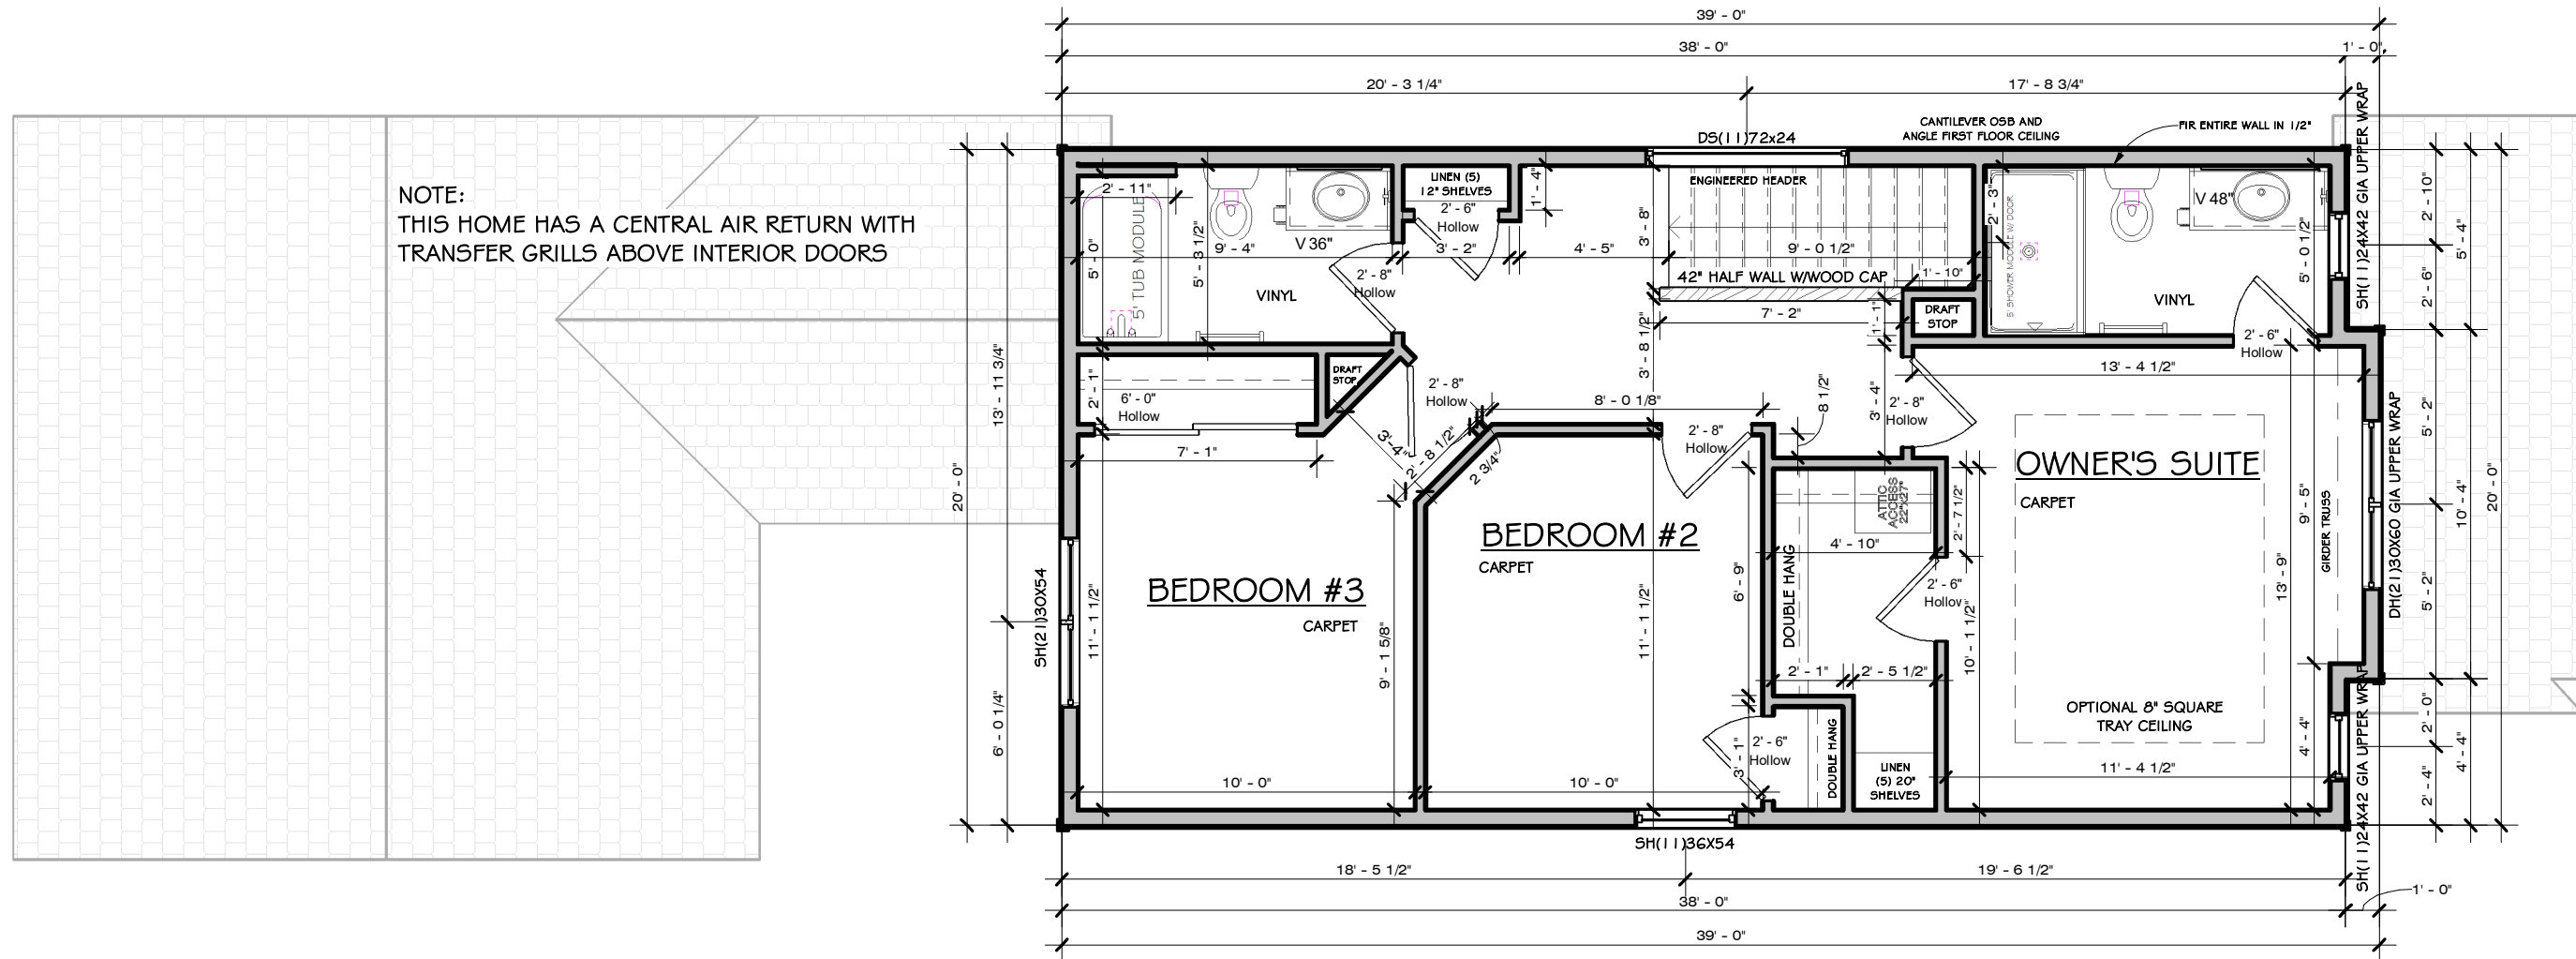 39' - 0"
38' - 0"
1' - 0"
20' - 3 1/4"
17' - 8 3/4"
CANTILEVER OSB AND
ANGLE FIRST FLOOR CEILING
FIR ENTIRE WALL IN 1/2"
DS(11)72x24
NOTE:
THIS HOME HAS A CENTRAL AIR RETURN WITH
TRANSFER GRILLS ABOVE INTERIOR DOORS
2' - 11"
5' - 0"
5' TUB MODULE
5' - 3 1/2"
9' - 4"
V 36"
VINYL
2' - 8"
Hollow
LINEN (5)
12" SHELVES
2' - 6"
Hollow
3' - 2"
1' - 4"
4' - 5"
3' - 8"
ENGINEERED HEADER
9' - 0 1/2"
42" HALF WALL W/WOOD CAP
1' - 10"
7' - 2"
1' - 1"
DRAFT
STOP
2' - 3"
5' SHOWER MODULE W/ DOOR
V 48"
5' - 0 1/2"
VINYL
2' - 6"
Hollow
SH(11)24X42 GIA UPPER WRAP
2' - 10"
5' - 4"
2' - 6"
20' - 0"
13' - 11 3/4"
6' - 0 1/4"
2' - 1"
6' - 0"
Hollow
7' - 1"
DRAFT
STOP
3'-4"
2' - 8"
Hollow
2' - 8 1/2"
2 3/4"
3' - 8 1/2"
8' - 0 1/8"
2' - 8"
Hollow
8 1/2"
3' - 4"
2' - 8"
Hollow
13' - 4 1/2"
OWNER'S SUITE
CARPET
ATTIC
ACCESS
22"x27"
2' - 7 1/2"
4' - 10"
DOUBLE HANG
2' - 6"
Hollow
10' - 1 1/2"
2' - 1"
2' - 5 1/2"
BEDROOM #2
CARPET
6' - 9"
11' - 1 1/2"
BEDROOM #3
CARPET
11' - 1 1/2"
9' - 1 5/8"
SH(21)30X54
10' - 0"
10' - 0"
3' - 1"
2' - 6"
Hollow
DOUBLE HANG
LINEN
(5) 20"
SHELVES
OPTIONAL 8" SQUARE
TRAY CEILING
11' - 4 1/2"
13' - 9"
9' - 5"
GIRDER TRUSS
4' - 4"
DH(21)30X60 GIA UPPER WRAP
5' - 2"
5' - 2"
10' - 4"
20' - 0"
2' - 0"
4' - 4"
2' - 4"
SH(11)24X42 GIA UPPER WRAP
SH(11)36X54
18' - 5 1/2"
19' - 6 1/2"
1' - 0"
38' - 0"
39' - 0"